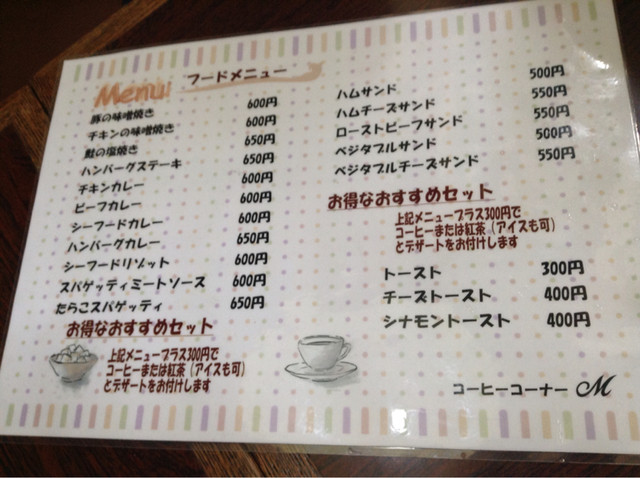 Menu!
フードメニュー
豚の味噌焼き 600円
チキンの味噌焼き 600円
鮭の塩焼き 650円
ハンバーグステーキ 650円
チキンカレー 600円
ビーフカレー 600円
シーフードカレー 600円
ハンバーグカレー 650円
シーフードリゾット 600円
スパゲッティミートソース 600円
たらこスパゲッティ 650円
お得なおすすめセット
上記メニュープラス300円で
コーヒーまたは紅茶（アイスも可）
とデザートをお付けします
ハムサンド 500円
ハムチーズサンド 550円
ローストビーフサンド 550円
ベジタブルサンド 500円
ベジタブルチーズサンド 550円
お得なおすすめセット
上記メニュープラス300円で
コーヒーまたは紅茶（アイスも可）
とデザートをお付けします
トースト 300円
チーズトースト 400円
シナモントースト 400円
コーヒーコーナー M